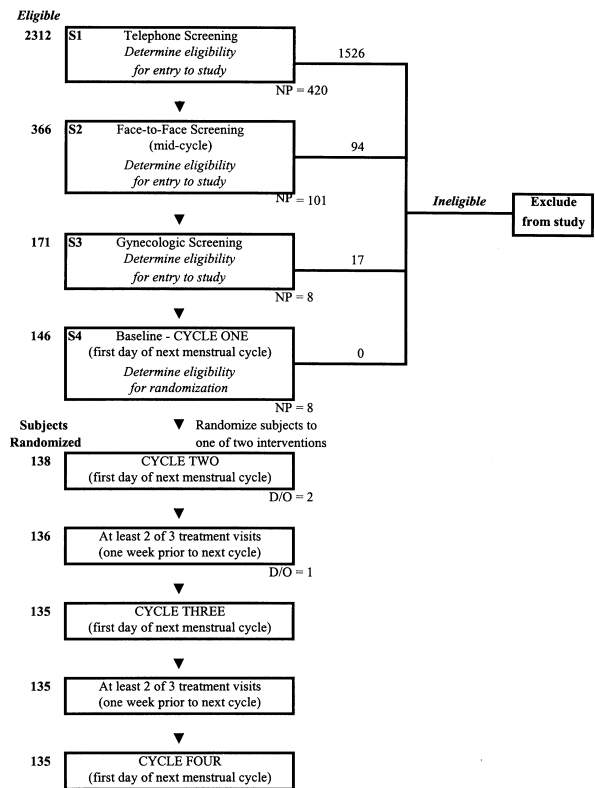 Eligible
2312
S1 Telephone Screening
Determine eligibility
for entry to study
1526
NP = 420
366
S2 Face-to-Face Screening
(mid-cycle)
Determine eligibility
for entry to study
94
NP = 101
Ineligible
Exclude
from study
171
S3 Gynecologic Screening
Determine eligibility
for entry to study
17
NP = 8
146
S4 Baseline - CYCLE ONE
(first day of next menstrual cycle)
Determine eligibility
for randomization
0
NP = 8
Subjects
Randomized
Randomize subjects to
one of two interventions
138
CYCLE TWO
(first day of next menstrual cycle)
D/O = 2
136
At least 2 of 3 treatment visits
(one week prior to next cycle)
D/O = 1
135
CYCLE THREE
(first day of next menstrual cycle)
135
At least 2 of 3 treatment visits
(one week prior to next cycle)
135
CYCLE FOUR
(first day of next menstrual cycle)